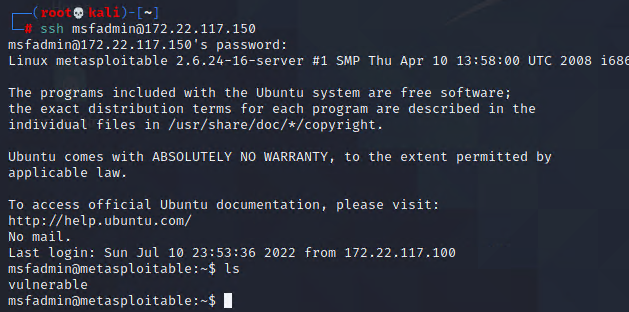 ┌──(root💀kali)-[~]
└─# ssh msfadmin@172.22.117.150
msfadmin@172.22.117.150's password:
Linux metasploitable 2.6.24-16-server #1 SMP Thu Apr 10 13:58:00 UTC 2008 i686
The programs included with the Ubuntu system are free software;
the exact distribution terms for each program are described in the
individual files in /usr/share/doc/*/copyright.
Ubuntu comes with ABSOLUTELY NO WARRANTY, to the extent permitted by
applicable law.
To access official Ubuntu documentation, please visit:
http://help.ubuntu.com/
No mail.
Last login: Sun Jul 10 23:53:36 2022 from 172.22.117.100
msfadmin@metasploitable:~$ ls
vulnerable
msfadmin@metasploitable:~$